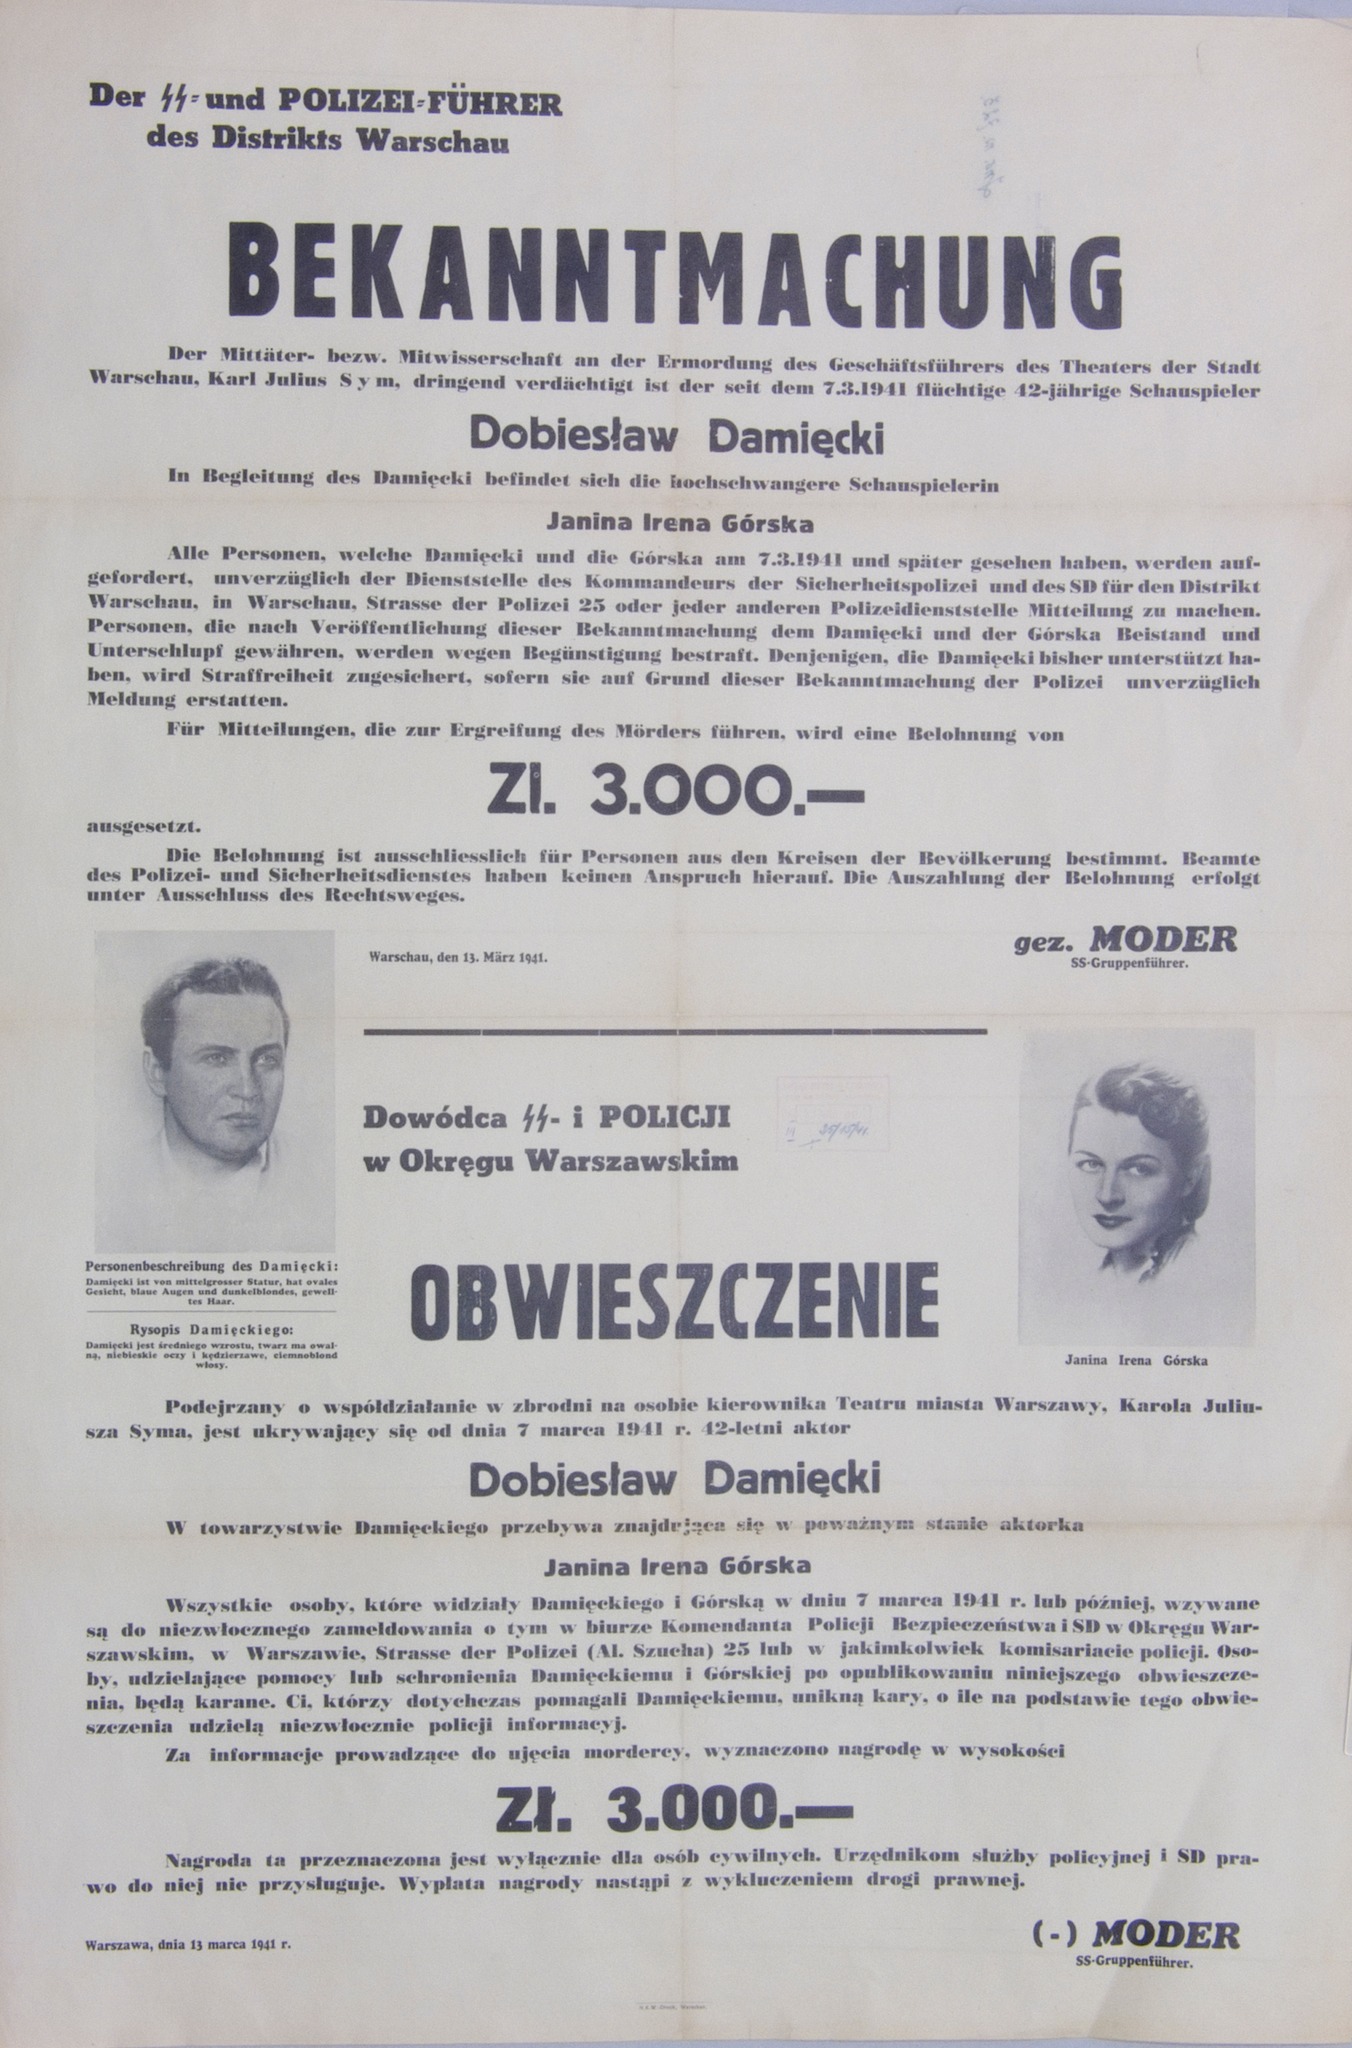 Der SS- und POLIZEI-FÜHRER
des Distrikts Warschau
BEKANNTMACHUNG
Der Mittäter- bezw. Mitwisserschaft an der Ermordung des Geschäftsführers des Theaters der Stadt
Warschau, Karl Julius Sym, dringend verdächtigt ist der seit dem 7.3.1941 flüchtige 42-jährige Schauspieler
Dobiesław Damięcki
In Begleitung des Damięcki befindet sich die hochschwangere Schauspielerin
Janina Irena Górska
Alle Personen, welche Damięcki und die Górska am 7.3.1941 und später gesehen haben, werden auf-
gefordert, unverzüglich der Dienststelle des Kommandeurs der Sicherheitspolizei und des SD für den Distrikt
Warschau, in Warschau, Strasse der Polizei 25 oder jeder anderen Polizeidienststelle Mitteilung zu machen.
Personen, die nach Veröffentlichung dieser Bekanntmachung dem Damięcki und der Górska Beistand und
Unterschlupf gewähren, werden wegen Begünstigung bestraft. Denjenigen, die Damięcki bisher unterstützt ha-
ben, wird Straffreiheit zugesichert, sofern sie auf Grund dieser Bekanntmachung der Polizei unverzüglich
Meldung erstatten.
Für Mitteilungen, die zur Ergreifung des Mörders führen, wird eine Belohnung von
Zl. 3.000.—
ausgesetzt.
Die Belohnung ist ausschliesslich für Personen aus den Kreisen der Bevölkerung bestimmt. Beamte
des Polizei- und Sicherheitsdienstes haben keinen Anspruch hierauf. Die Auszahlung der Belohnung erfolgt
unter Ausschluss des Rechtsweges.
gez. MODER
SS-Gruppenführer.
Warschau, den 13. März 1941.
Dowódca SS- i POLICJI
w Okręgu Warszawskim
Personenbeschreibung des Damięcki:
Damięcki ist von mittelgrosser Statur, hat ovales
Gesicht, blaue Augen und dunkelblondes, gewell-
tes Haar.
Rysopis Damięckiego:
Damięcki jest średniego wzrostu, twarz ma owal-
ną, niebieskie oczy i kędzierzawe, ciemnoblond
włosy.
OBWIESZCZENIE
Janina Irena Górska
Podejrzany o współdziałanie w zbrodni na osobie kierownika Teatru miasta Warszawy, Karola Juliu-
sza Syma, jest ukrywający się od dnia 7 marca 1941 r. 42-letni aktor
Dobiesław Damięcki
W towarzystwie Damięckiego przebywa znajdująca się w poważnym stanie aktorka
Janina Irena Górska
Wszystkie osoby, które widziały Damięckiego i Górską w dniu 7 marca 1941 r. lub później, wzywane
są do niezwłocznego zameldowania o tym w biurze Komendanta Policji Bezpieczeństwa i SD w Okręgu War-
szawskim, w Warszawie, Strasse der Polizei (Al. Szucha) 25 lub w jakimkolwiek komisariacie policji. Oso-
by, udzielające pomocy lub schronienia Damięckiemu i Górskiej po opublikowaniu niniejszego obwieszcze-
nia, będą karane. Ci, którzy dotychczas pomagali Damięckiemu, unikną kary, o ile na podstawie tego obwie-
szczenia udzielą niezwłocznie policji informacyj.
Za informacje prowadzące do ujęcia mordercy, wyznaczono nagrodę w wysokości
Zł. 3.000.—
Nagroda ta przeznaczona jest wyłącznie dla osób cywilnych. Urzędnikom służby policyjnej i SD pra-
wo do niej nie przysługuje. Wypłata nagrody nastąpi z wykluczeniem drogi prawnej.
(-) MODER
SS-Gruppenführer.
Warszawa, dnia 13 marca 1941 r.